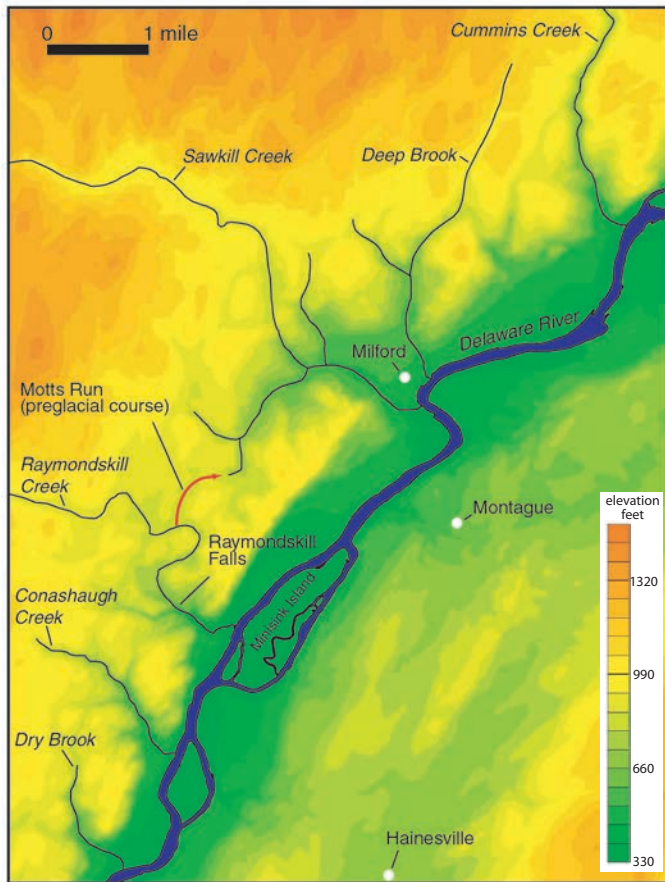 0 1 mile
Cummins Creek
Sawkill Creek
Deep Brook
Delaware River
Milford
Motts Run
(preglacial course)
Raymondskill
Creek
Montague
Raymondskill
Falls
Minisink Island
Conashaugh
Creek
Dry Brook
Hainesville
elevation
feet
1320
990
660
330